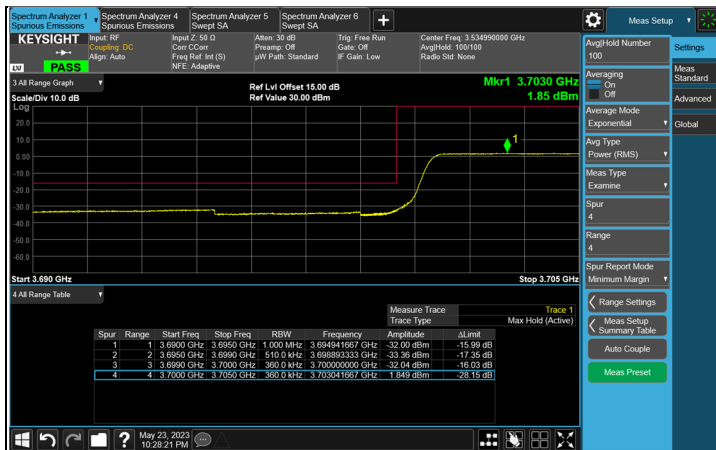 Spectrum Analyzer 1
Spurious Emissions
Spectrum Analyzer 4
Spurious Emissions
Spectrum Analyzer 5
Swept SA
Spectrum Analyzer 6
Swept SA
+
Meas Setup
KEYSIGHT
LXI
PASS
Input: RF
Coupling: DC
Align: Auto
Input Z: 50 Ω
Corr CCorr
Freq Ref: Int (S)
NFE: Adaptive
Atten: 30 dB
Preamp: Off
µW Path: Standard
Trig: Free Run
Gate: Off
IF Gain: Low
Center Freq: 3.534990000 GHz
Avg|Hold: 100/100
Radio Std: None
3 All Range Graph
Scale/Div 10.0 dB
Ref Lvl Offset 15.00 dB
Ref Value 30.00 dBm
Mkr1 3.7030 GHz
1.85 dBm
Log
20.0
10.0
0.00
-10.0
-20.0
-30.0
-40.0
-50.0
-60.0
1
Start 3.690 GHz
Stop 3.705 GHz
4 All Range Table
Measure Trace Trace 1
Trace Type Max Hold (Active)
Spur Range Start Freq Stop Freq RBW Frequency Amplitude ΔLimit
1 1 3.6900 GHz 3.6950 GHz 1.000 MHz 3.694941667 GHz -32.00 dBm -15.99 dB
2 2 3.6950 GHz 3.6990 GHz 510.0 kHz 3.698893333 GHz -33.36 dBm -17.35 dB
3 3 3.6990 GHz 3.7000 GHz 360.0 kHz 3.700000000 GHz -32.04 dBm -16.03 dB
4 4 3.7000 GHz 3.7050 GHz 360.0 kHz 3.703041667 GHz 1.849 dBm -28.15 dB
Avg|Hold Number
100
Averaging
On
Off
Average Mode
Exponential
Avg Type
Power (RMS)
Meas Type
Examine
Spur
4
Range
4
Spur Report Mode
Minimum Margin
Range Settings
Meas Setup
Summary Table
Auto Couple
Meas Preset
Settings
Meas
Standard
Advanced
Global
?
May 23, 2023
10:28:21 PM